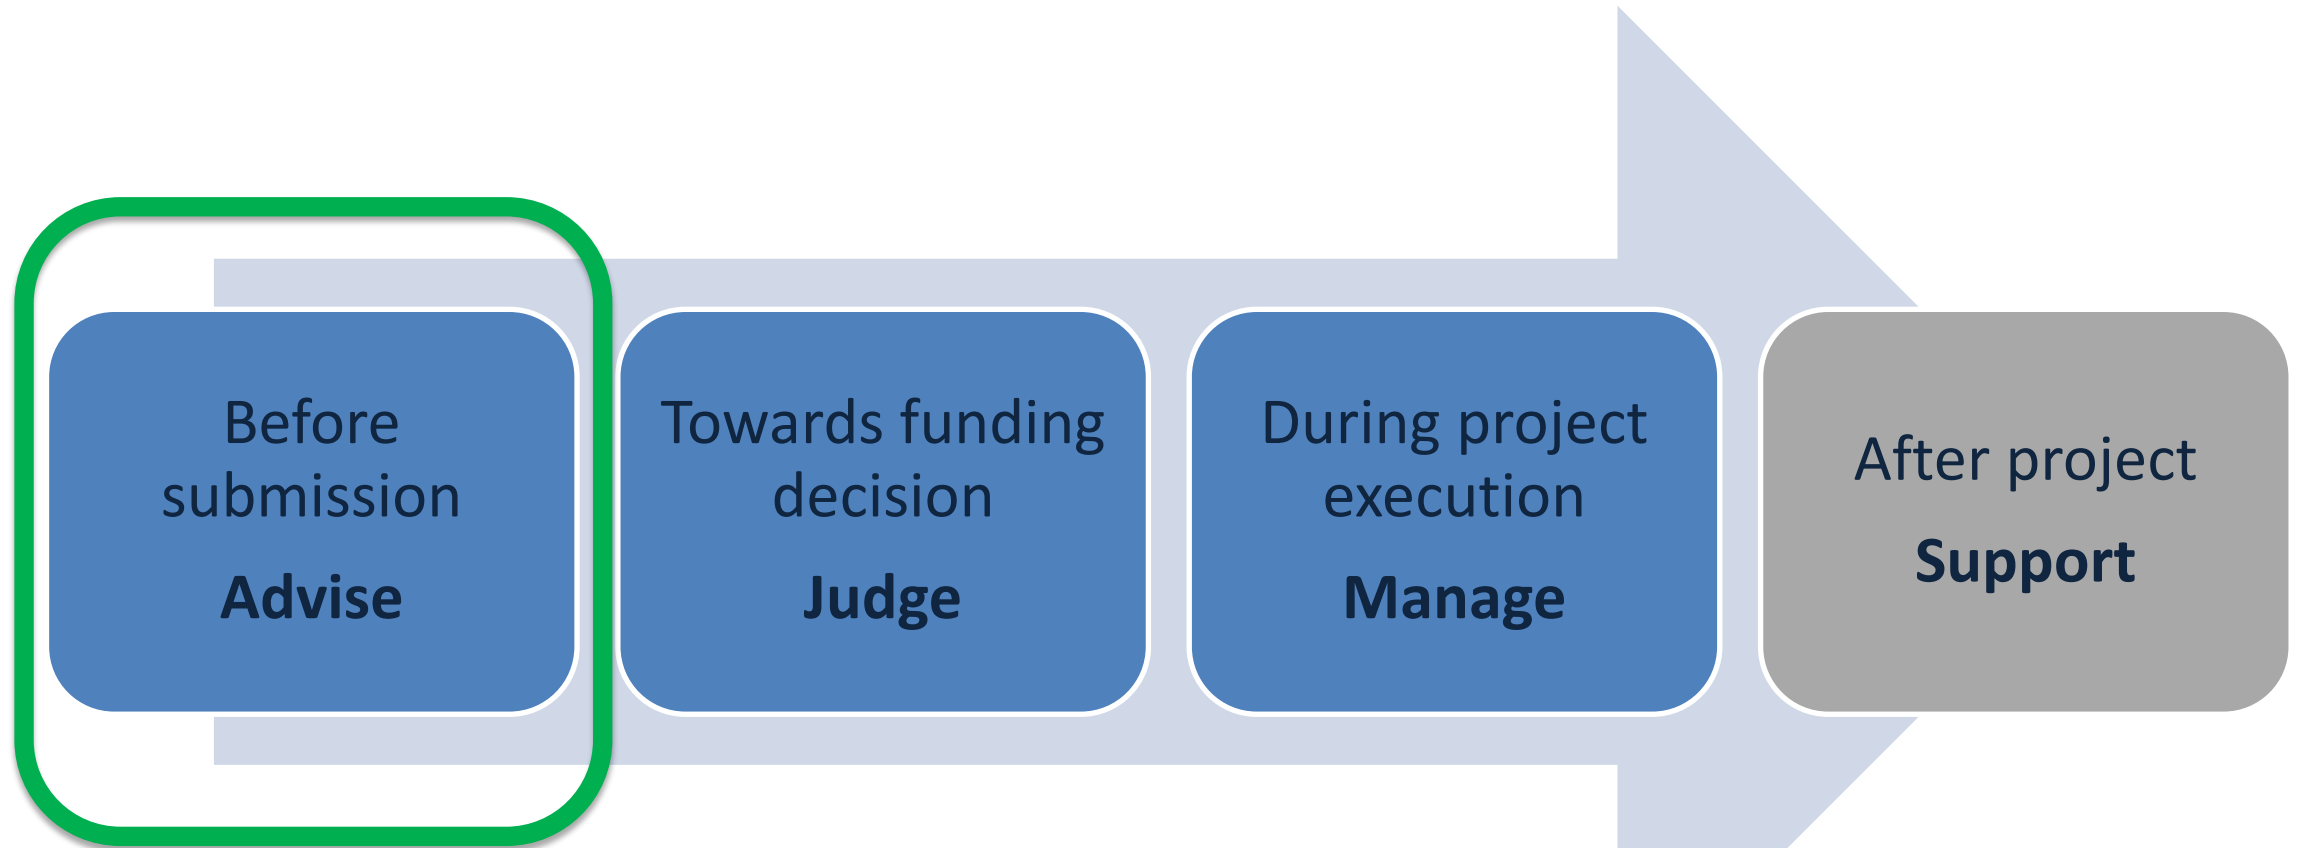 Before
submission
Advise
Towards funding
decision
Judge
During project
execution
Manage
After project
Support